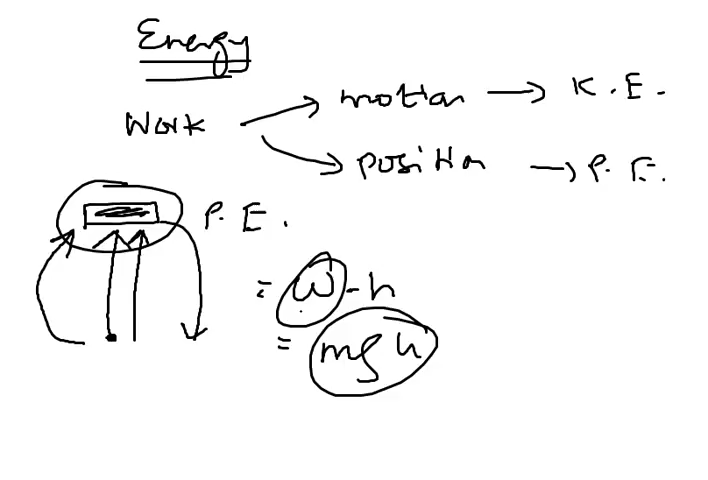 Energy
Work → motion → K.E.
→ position → P.E.
P.E.
= W - h
= mgh